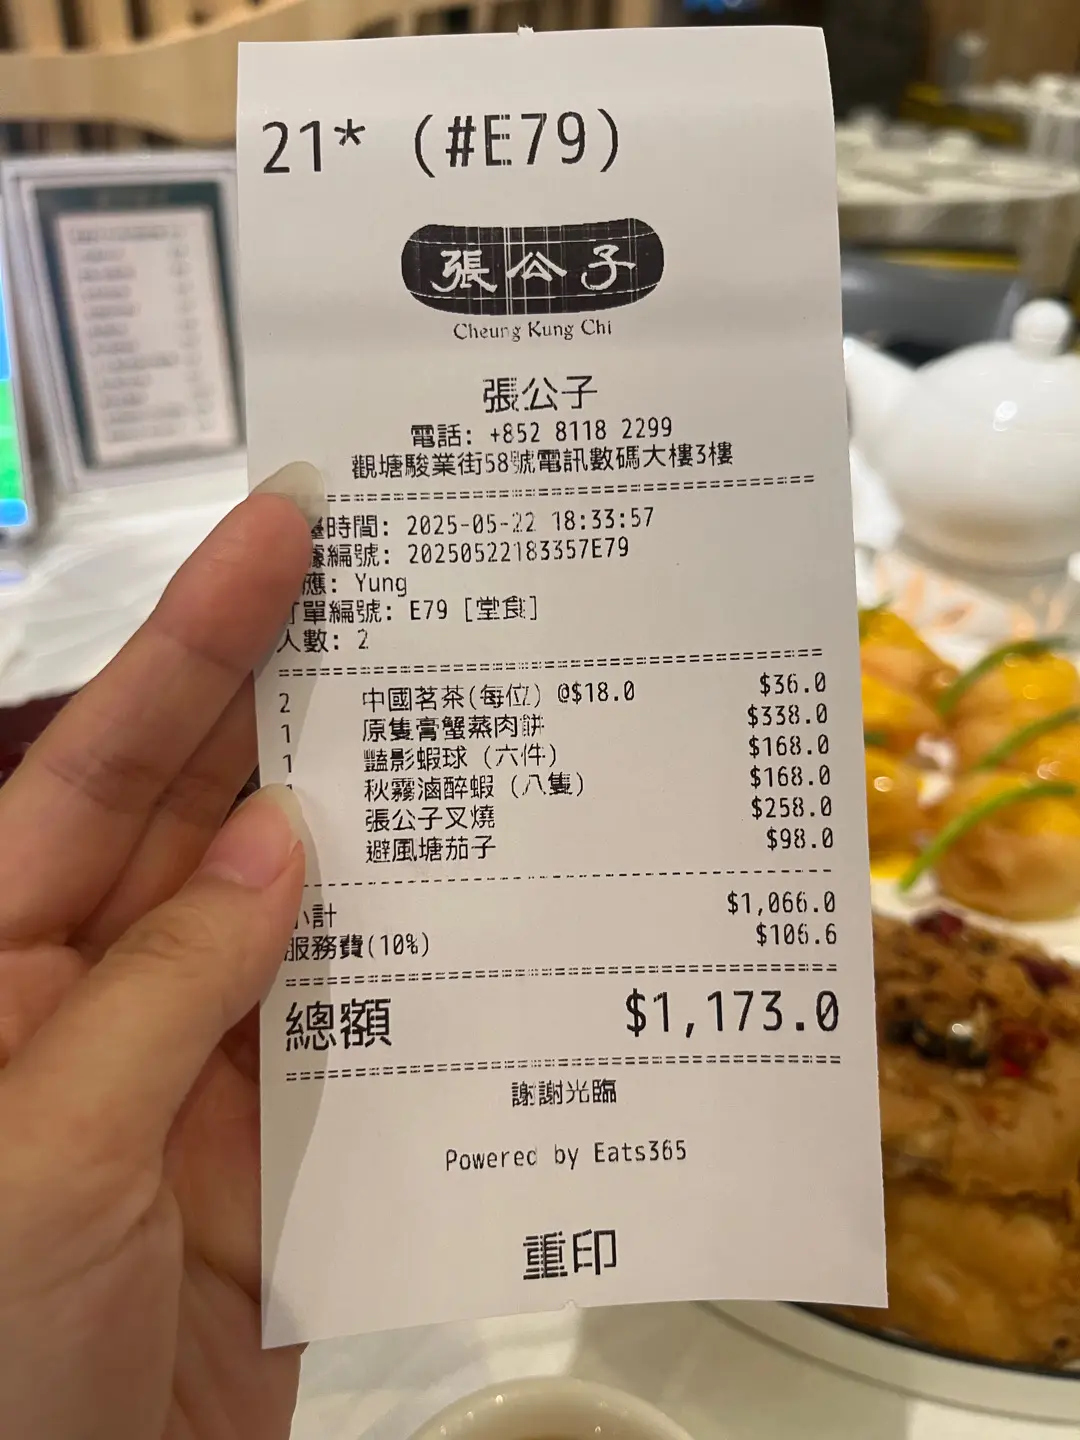 21* (#E79)
張公子
Cheung Kung Chi
張公子
電話: +852 8118 2299
觀塘駿業街58號電訊數碼大樓3樓
時間: 2025-05-22 18:33:57
編號: 20250522183357E79
應: Yung
單編號: E79 [堂食]
人數: 2
2 中國茗茶(每位) @$18.0 $36.0
1 原隻膏蟹蒸肉餅 $338.0
1 豔影蝦球 (六件) $168.0
秋霧滷醉蝦 (八隻) $168.0
張公子叉燒 $258.0
避風塘茄子 $98.0
小計 $1,066.0
服務費(10%) $106.6
總額 $1,173.0
謝謝光臨
Powered by Eats365
重印